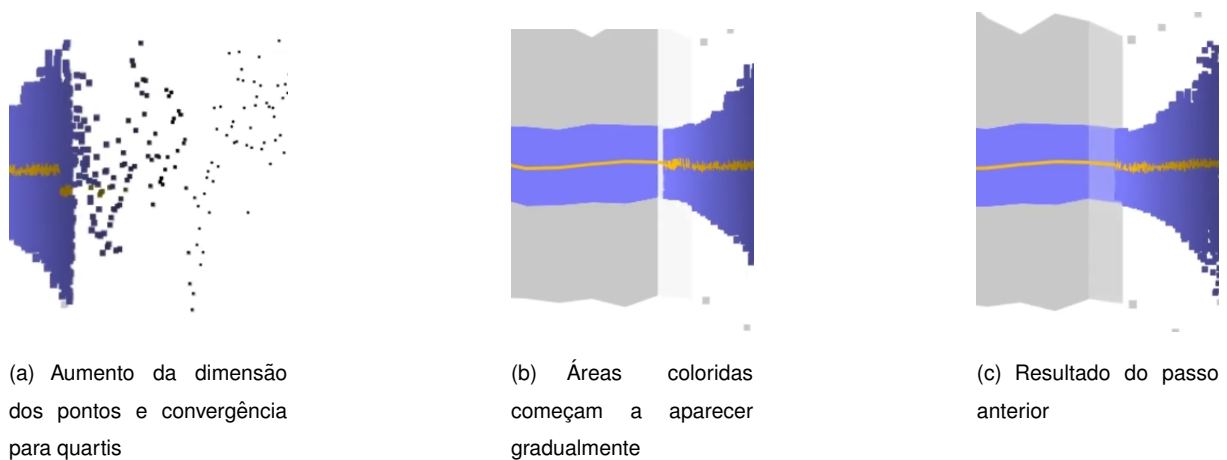 (a) Aumento da dimensão
dos pontos e convergência
para quartis
(b) Áreas coloridas
começam a aparecer
gradualmente
(c) Resultado do passo
anterior